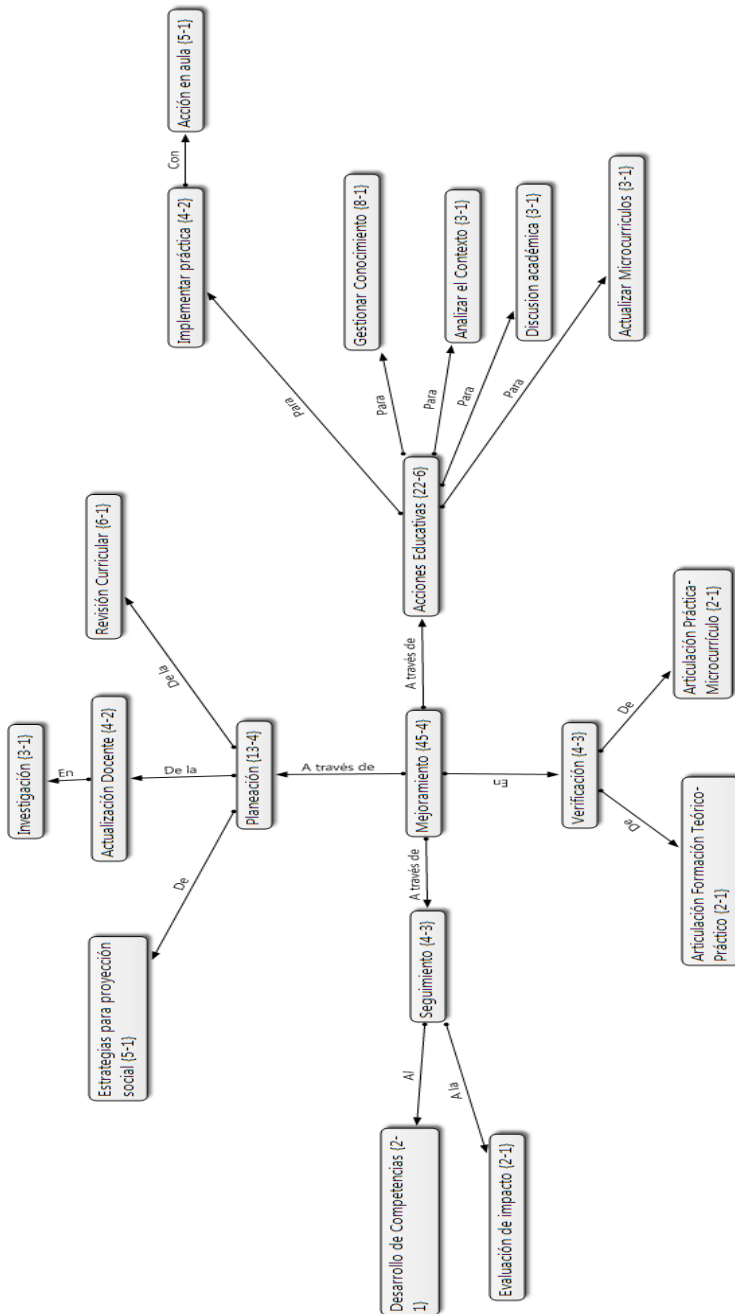 Investigación {3-1}
En
Estrategias para proyección
social {5-1}
Actualización Docente {4-2}
Revisión Curricular {6-1}
De
De la
De la
Planeación {13-4}
Implementar práctica {4-2}
Con
Acción en aula {5-1}
A través de
Para
Desarrollo de Competencias {2-
1}
Al
Seguimiento {4-3}
A través de
Mejoramiento {45-4}
A través de
Acciones Educativas {22-6}
Para
Gestionar Conocimiento {8-1}
Para
Analizar el Contexto {3-1}
Para
Discusion académica {3-1}
Para
Actualizar Microcurriculos {3-1}
A la
Evaluación de impacto {2-1}
En
Verificación {4-3}
De
De
Articulación Formación Teórico-
Práctico {2-1}
Articulación Práctica-
Microcurrículo {2-1}